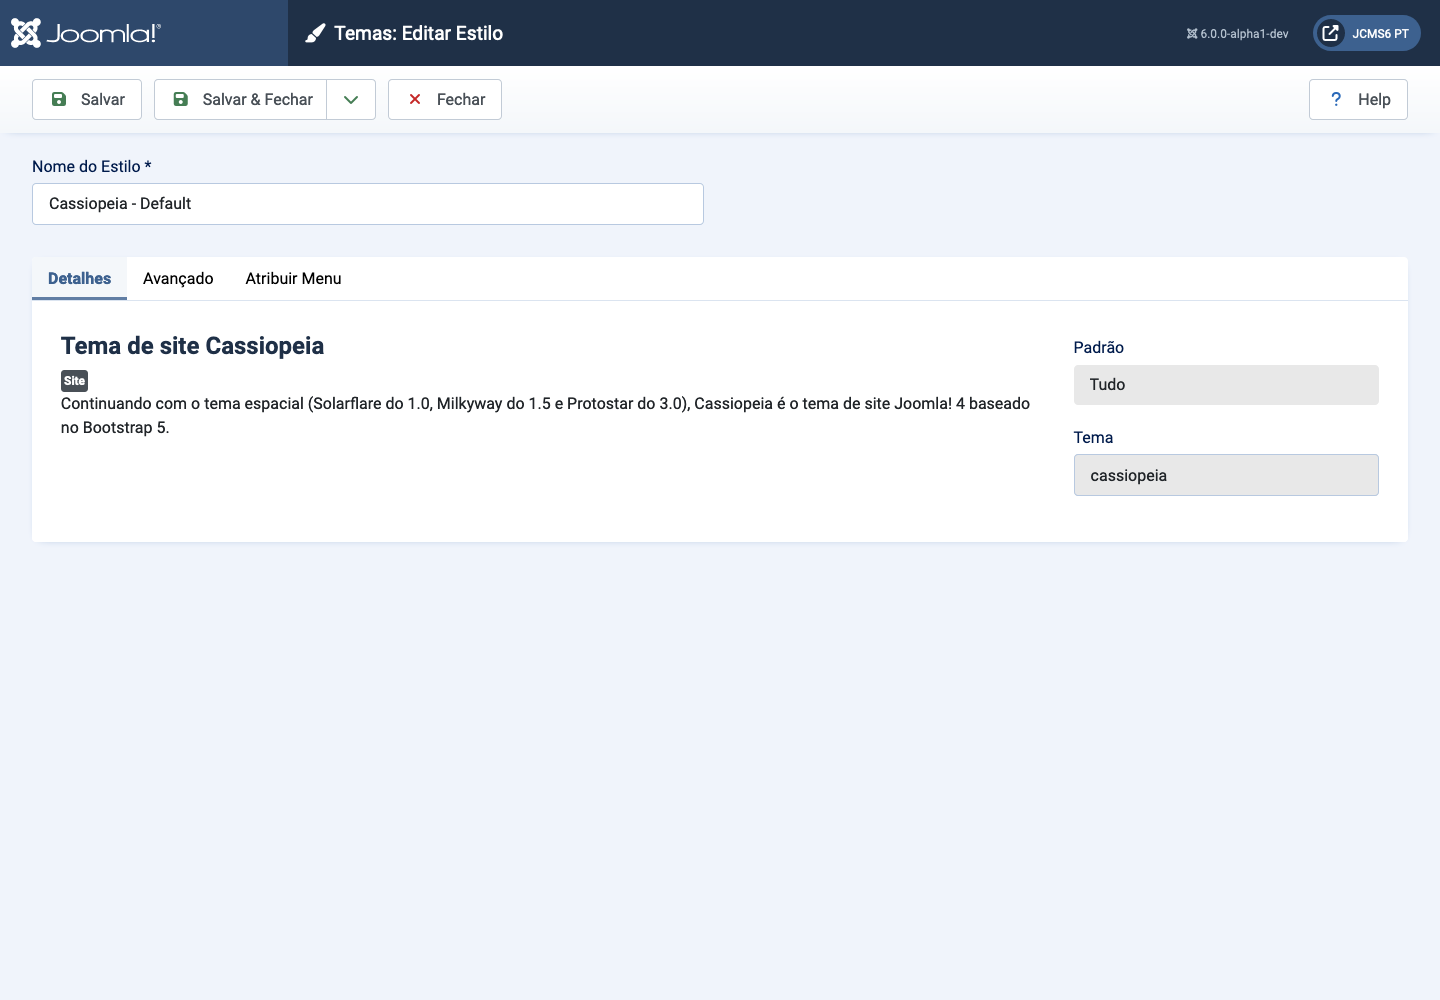 Joomla!®
Temas: Editar Estilo
6.0.0-alpha1-dev
JCMS6 PT
Salvar
Salvar & Fechar
Fechar
? Help
Nome do Estilo *
Cassiopeia - Default
Detalhes
Avançado
Atribuir Menu
Tema de site Cassiopeia
Site
Continuando com o tema espacial (Solarflare do 1.0, Milkyway do 1.5 e Protostar do 3.0), Cassiopeia é o tema de site Joomla! 4 baseado
no Bootstrap 5.
Padrão
Tudo
Tema
cassiopeia